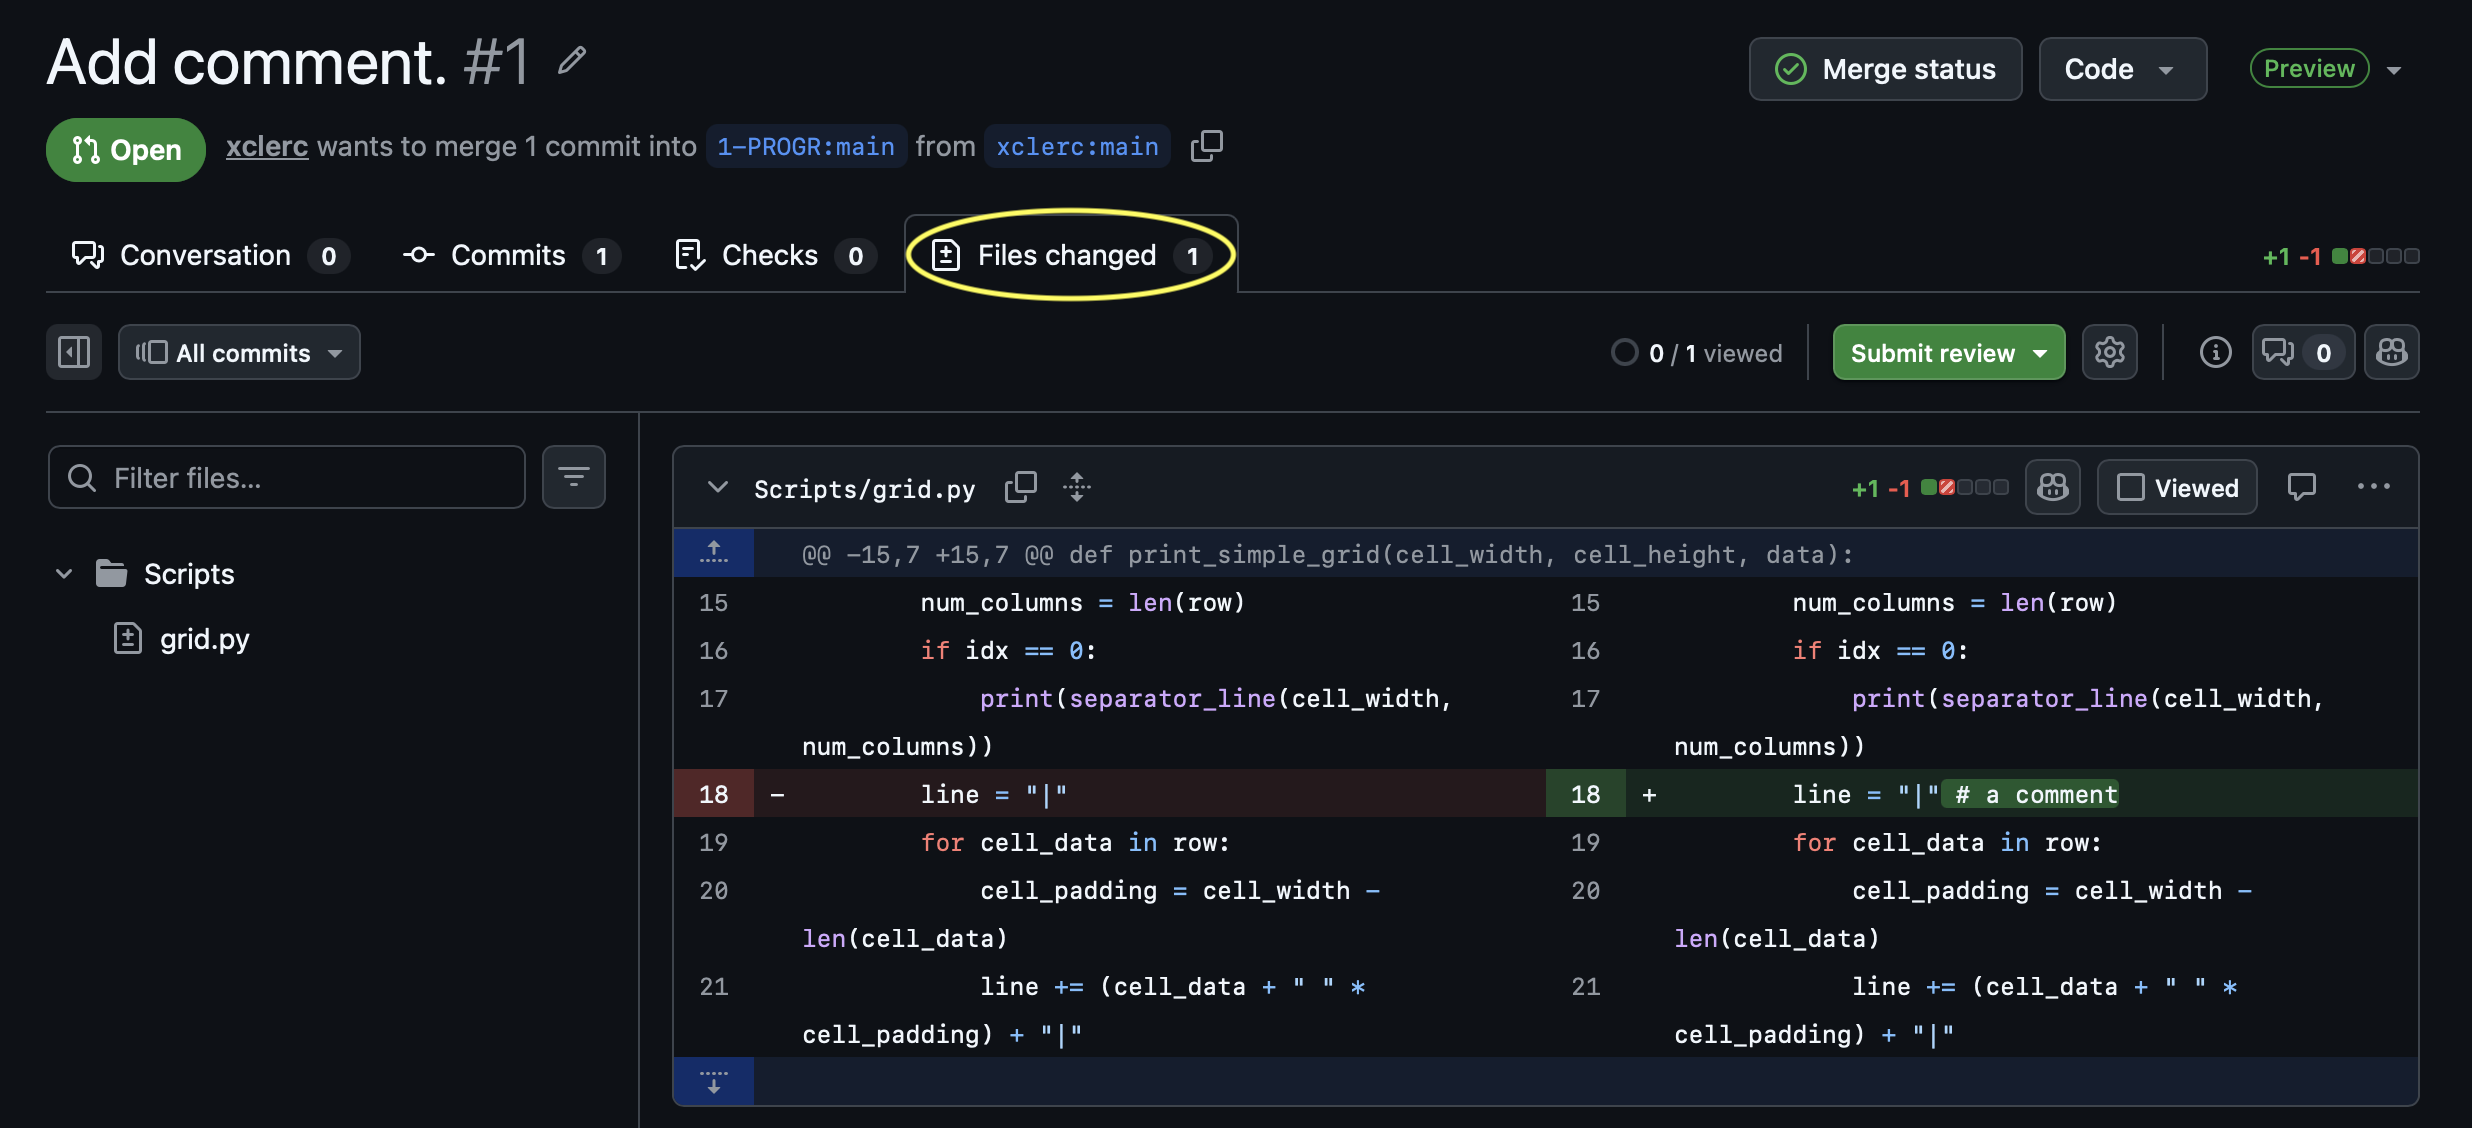 Add comment. #1
Merge status
Code
Preview
Open
xclerc wants to merge 1 commit into 1-PROGR:main from xclerc:main
Conversation 0
Commits 1
Checks 0
Files changed 1
+1 -1
All commits
0 / 1 viewed
Submit review
0
Filter files...
Scripts
grid.py
Scripts/grid.py
+1 -1
Viewed
@@ -15,7 +15,7 @@ def print_simple_grid(cell_width, cell_height, data):
15 num_columns = len(row)
16 if idx == 0:
17 print(separator_line(cell_width,
num_columns))
18 - line = "|"
19 for cell_data in row:
20 cell_padding = cell_width -
len(cell_data)
21 line += (cell_data + " " *
cell_padding) + "|"
15 num_columns = len(row)
16 if idx == 0:
17 print(separator_line(cell_width,
num_columns))
18 + line = "|" # a comment
19 for cell_data in row:
20 cell_padding = cell_width -
len(cell_data)
21 line += (cell_data + " " *
cell_padding) + "|"